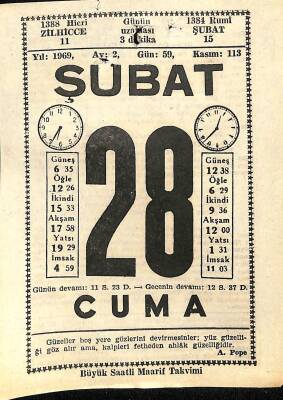 1388 Hicri
ZİLHİCCE
11
Günün
uzaması
3 dakika
1384 Rumî
ŞUBAT
15
Yıl: 1969, Ay: 2, Gün: 59, Kasım: 113
ŞUBAT
28
Güneş
6 35
Öğle
12 26
İkindi
15 33
Akşam
17 58
Yatsı
19 29
İmsak
4 59
Güneş
12 38
Öğle
6 29
İkindi
9 36
Akşam
12 00
Yatsı
1 31
İmsak
11 03
Günün devamı: 11 S. 23 D. — Gecenin devamı: 12 S. 37 D.
CUMA
Güzeller boş yere gözlerini devirmesinler; yüz güzelli-
ği göz alır ama, kalpleri fetheden ahlâk güzelliğidir.
A. Pope
Büyük Saatli Maarif Takvimi